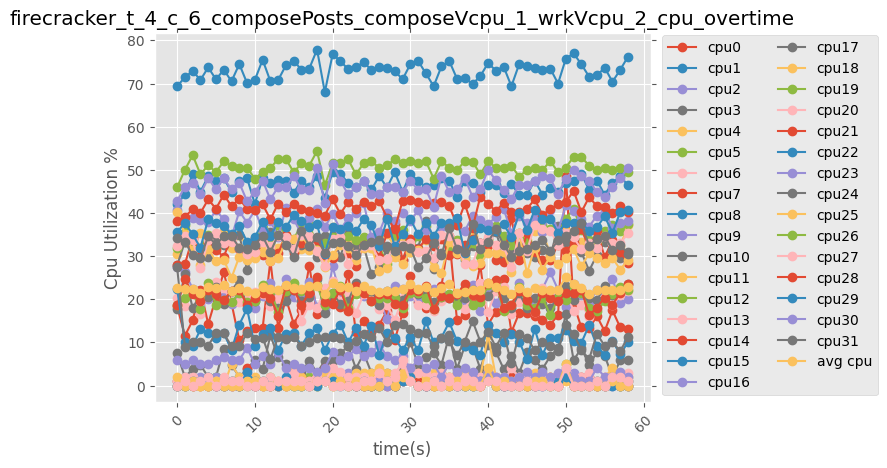 firecracker_t_4_c_6_composePosts_composeVcpu_1_wrkVcpu_2_cpu_overtime
80
70
60
50
40
30
20
10
0
Cpu Utilization %
0
10
20
30
40
50
60
time(s)
cpu0
cpu1
cpu2
cpu3
cpu4
cpu5
cpu6
cpu7
cpu8
cpu9
cpu10
cpu11
cpu12
cpu13
cpu14
cpu15
cpu16
cpu17
cpu18
cpu19
cpu20
cpu21
cpu22
cpu23
cpu24
cpu25
cpu26
cpu27
cpu28
cpu29
cpu30
cpu31
avg cpu